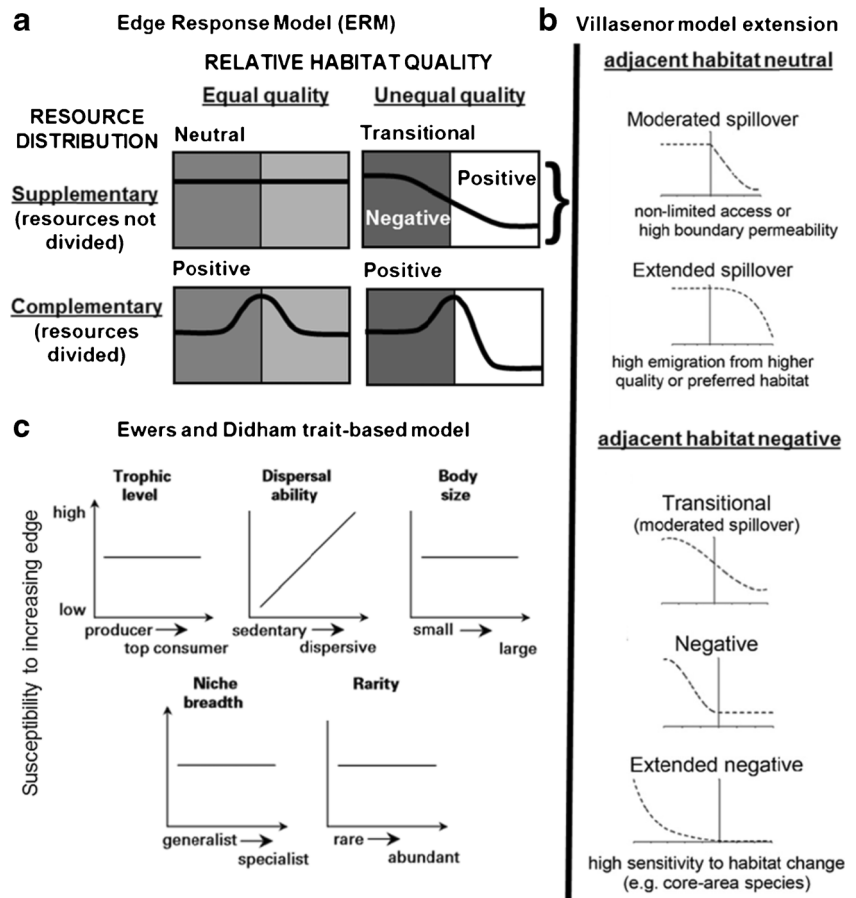 a
Edge Response Model (ERM)
RELATIVE HABITAT QUALITY
Equal quality
Unequal quality
RESOURCE
DISTRIBUTION
Neutral
Transitional
Supplementary
(resources not
divided)
Negative
Positive
}
Positive
Positive
Complementary
(resources
divided)
b
Villasenor model extension
adjacent habitat neutral
Moderated spillover
non-limited access or
high boundary permeability
Extended spillover
high emigration from higher
quality or preferred habitat
adjacent habitat negative
Transitional
(moderated spillover)
Negative
Extended negative
high sensitivity to habitat change
(e.g. core-area species)
c
Ewers and Didham trait-based model
Susceptibility to increasing edge
Trophic
level
high
low
producer
top consumer
Dispersal
ability
sedentary
dispersive
Body
size
small
large
Niche
breadth
generalist
specialist
Rarity
rare
abundant